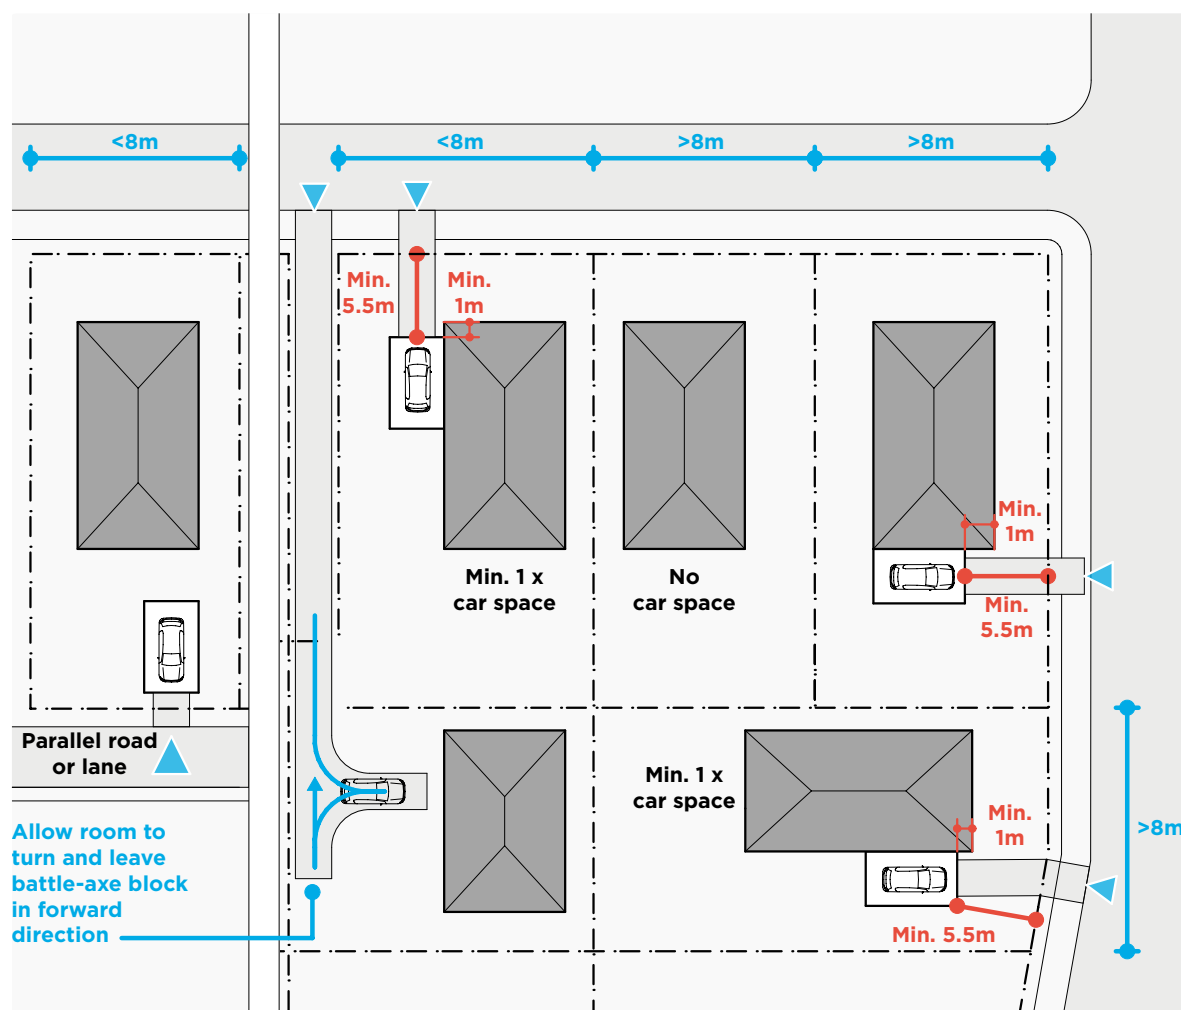 <8m
<8m
>8m
>8m
Min.
5.5m
Min.
1m
Min.
1m
Min. 1 x
car space
No
car space
Min.
5.5m
Parallel road
or lane
Min. 1 x
car space
Min.
1m
>8m
Allow room to
turn and leave
battle-axe block
in forward
direction
Min. 5.5m